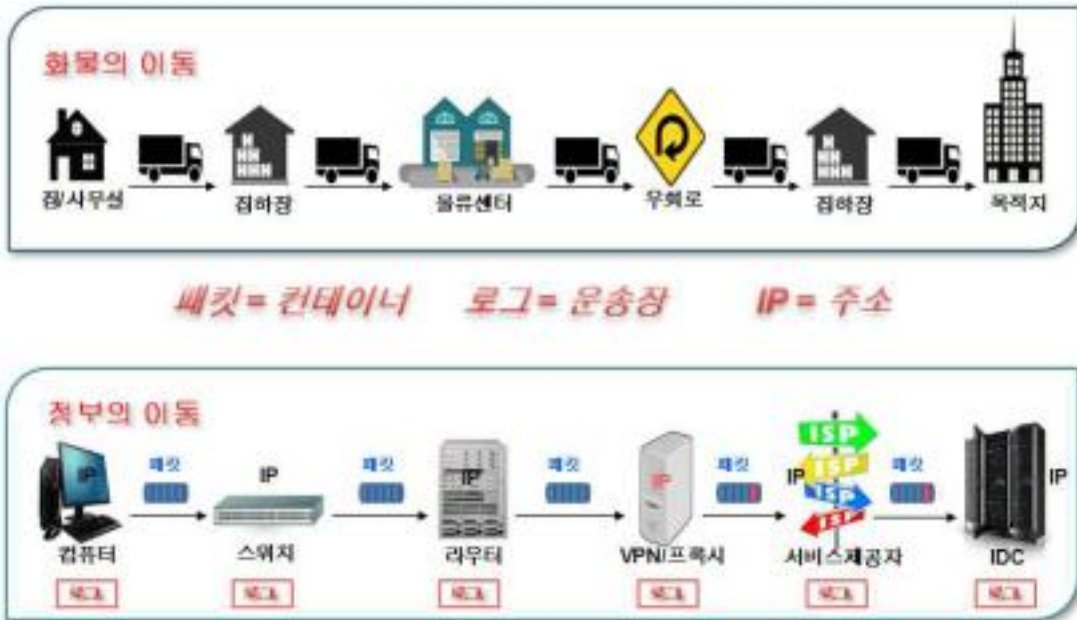 화물의 이동
집/사무실
집하장
물류센터
우회로
집하장
목적지
패킷 = 컨테이너 로그 = 운송장 IP = 주소
정보의 이동
패킷 패킷 패킷 패킷 패킷
IP IP IP IP IP IP
ISP
ISP
ISP
ISP
컴퓨터 스위치 라우터 VPN/프록시 서비스제공자 IDC
로그 로그 로그 로그 로그 로그